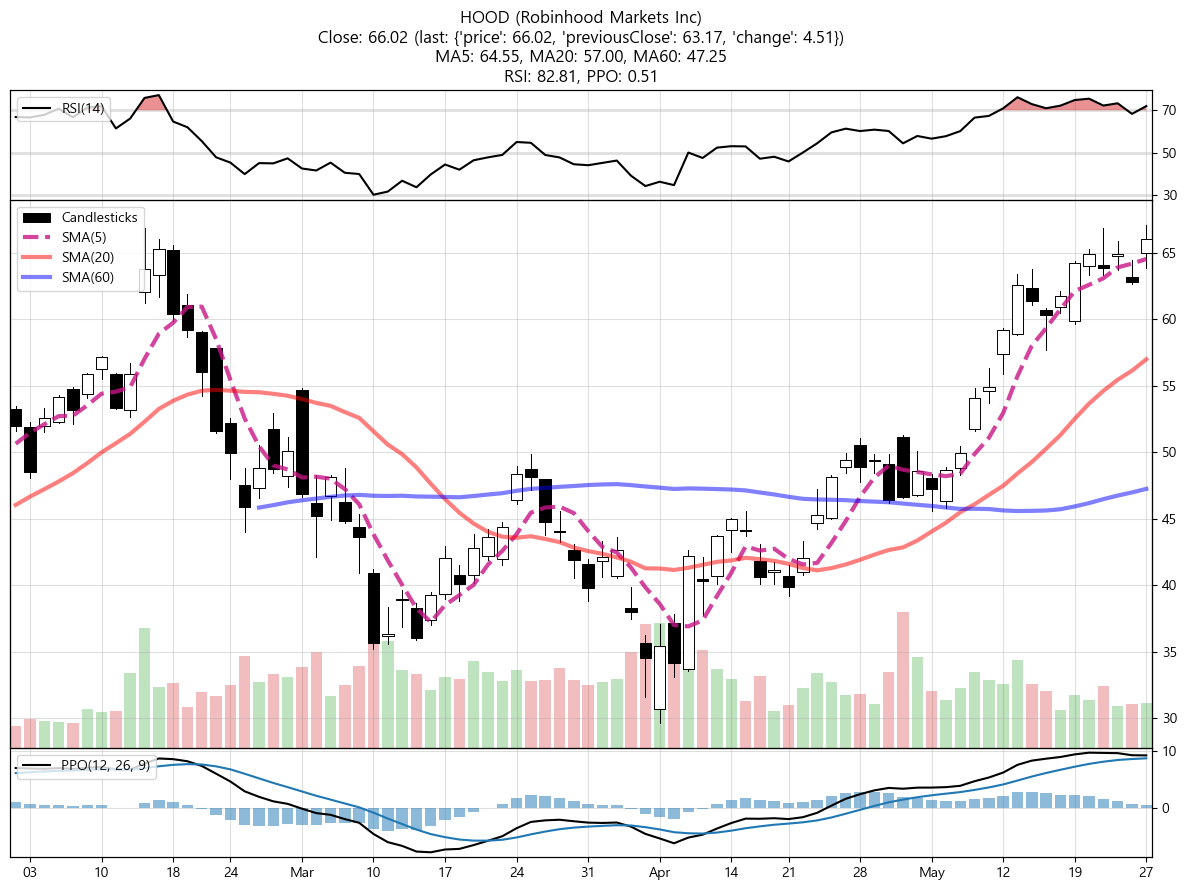 HOOD (Robinhood Markets Inc)
Close: 66.02 (last: {'price': 66.02, 'previousClose': 63.17, 'change': 4.51})
MA5: 64.55, MA20: 57.00, MA60: 47.25
RSI: 82.81, PPO: 0.51
RSI(14)
70
50
30
Candlesticks
SMA(5)
SMA(20)
SMA(60)
65
60
55
50
45
40
35
30
PPO(12, 26, 9)
10
0
03 10 18 24 Mar 10 17 24 31 Apr 14 21 28 May 12 19 27